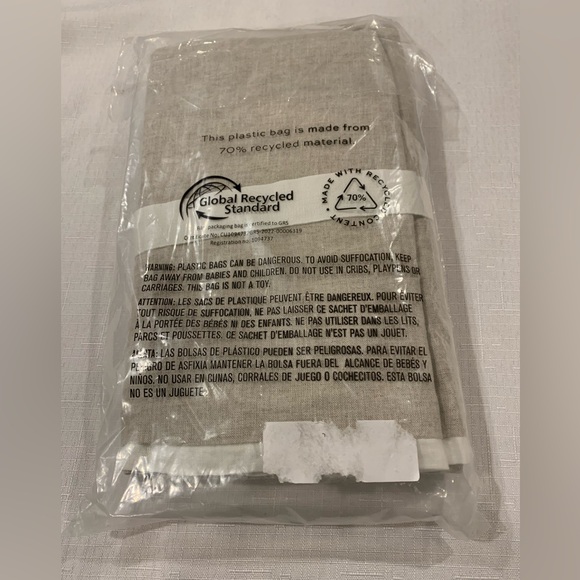 This plastic bag is made from
70% recycled material.
Global Recycled
Standard
packaging bag is certified to GRS
MADE WITH RECYCLED CONTENT
70%
WARNING: PLASTIC BAGS CAN BE DANGEROUS. TO AVOID SUFFOCATION, KEEP
BAG AWAY FROM BABIES AND CHILDREN. DO NOT USE IN CRIBS, PLAYPENS OR
CARRIAGES. THIS BAG IS NOT A TOY.
ATTENTION: LES SACS DE PLASTIQUE PEUVENT ÊTRE DANGEREUX. POUR ÉVITER
TOUT RISQUE DE SUFFOCATION, NE PAS LAISSER CE SACHET D'EMBALLAGE
À LA PORTÉE DES BÉBÉS NI DES ENFANTS. NE PAS UTILISER DANS LES LITS,
PARCS ET POUSSETTES. CE SACHET D'EMBALLAGE N'EST PAS UN JOUET.
ALERTA: LAS BOLSAS DE PLÁSTICO PUEDEN SER PELIGROSAS. PARA EVITAR EL
PELIGRO DE ASFIXIA MANTENER LA BOLSA FUERA DEL ALCANCE DE BEBÉS Y
NIÑOS. NO USAR EN CUNAS, CORRALES DE JUEGO O COCHECITOS. ESTA BOLSA
NO ES UN JUGUETE.